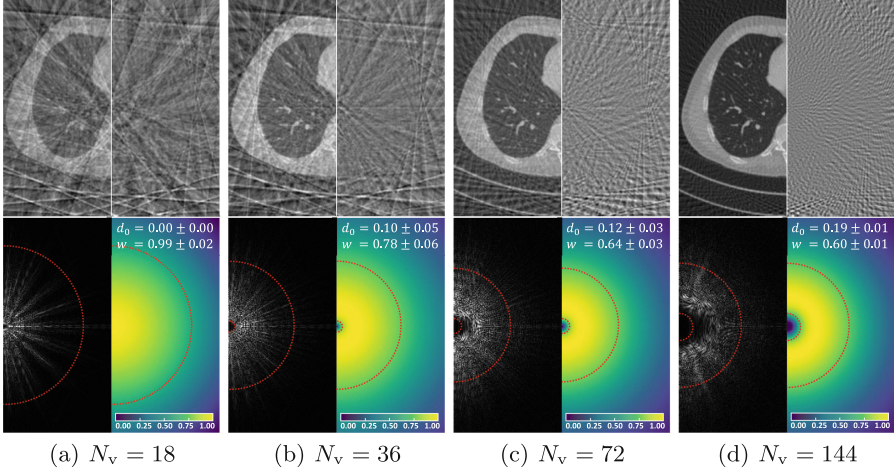 d₀ = 0.00 ± 0.00
w = 0.99 ± 0.02
0.00 0.25 0.50 0.75 1.00
d₀ = 0.10 ± 0.05
w = 0.78 ± 0.06
0.00 0.25 0.50 0.75 1.00
d₀ = 0.12 ± 0.03
w = 0.64 ± 0.03
0.00 0.25 0.50 0.75 1.00
d₀ = 0.19 ± 0.01
w = 0.60 ± 0.01
0.00 0.25 0.50 0.75 1.00
(a) Nᵥ = 18
(b) Nᵥ = 36
(c) Nᵥ = 72
(d) Nᵥ = 144